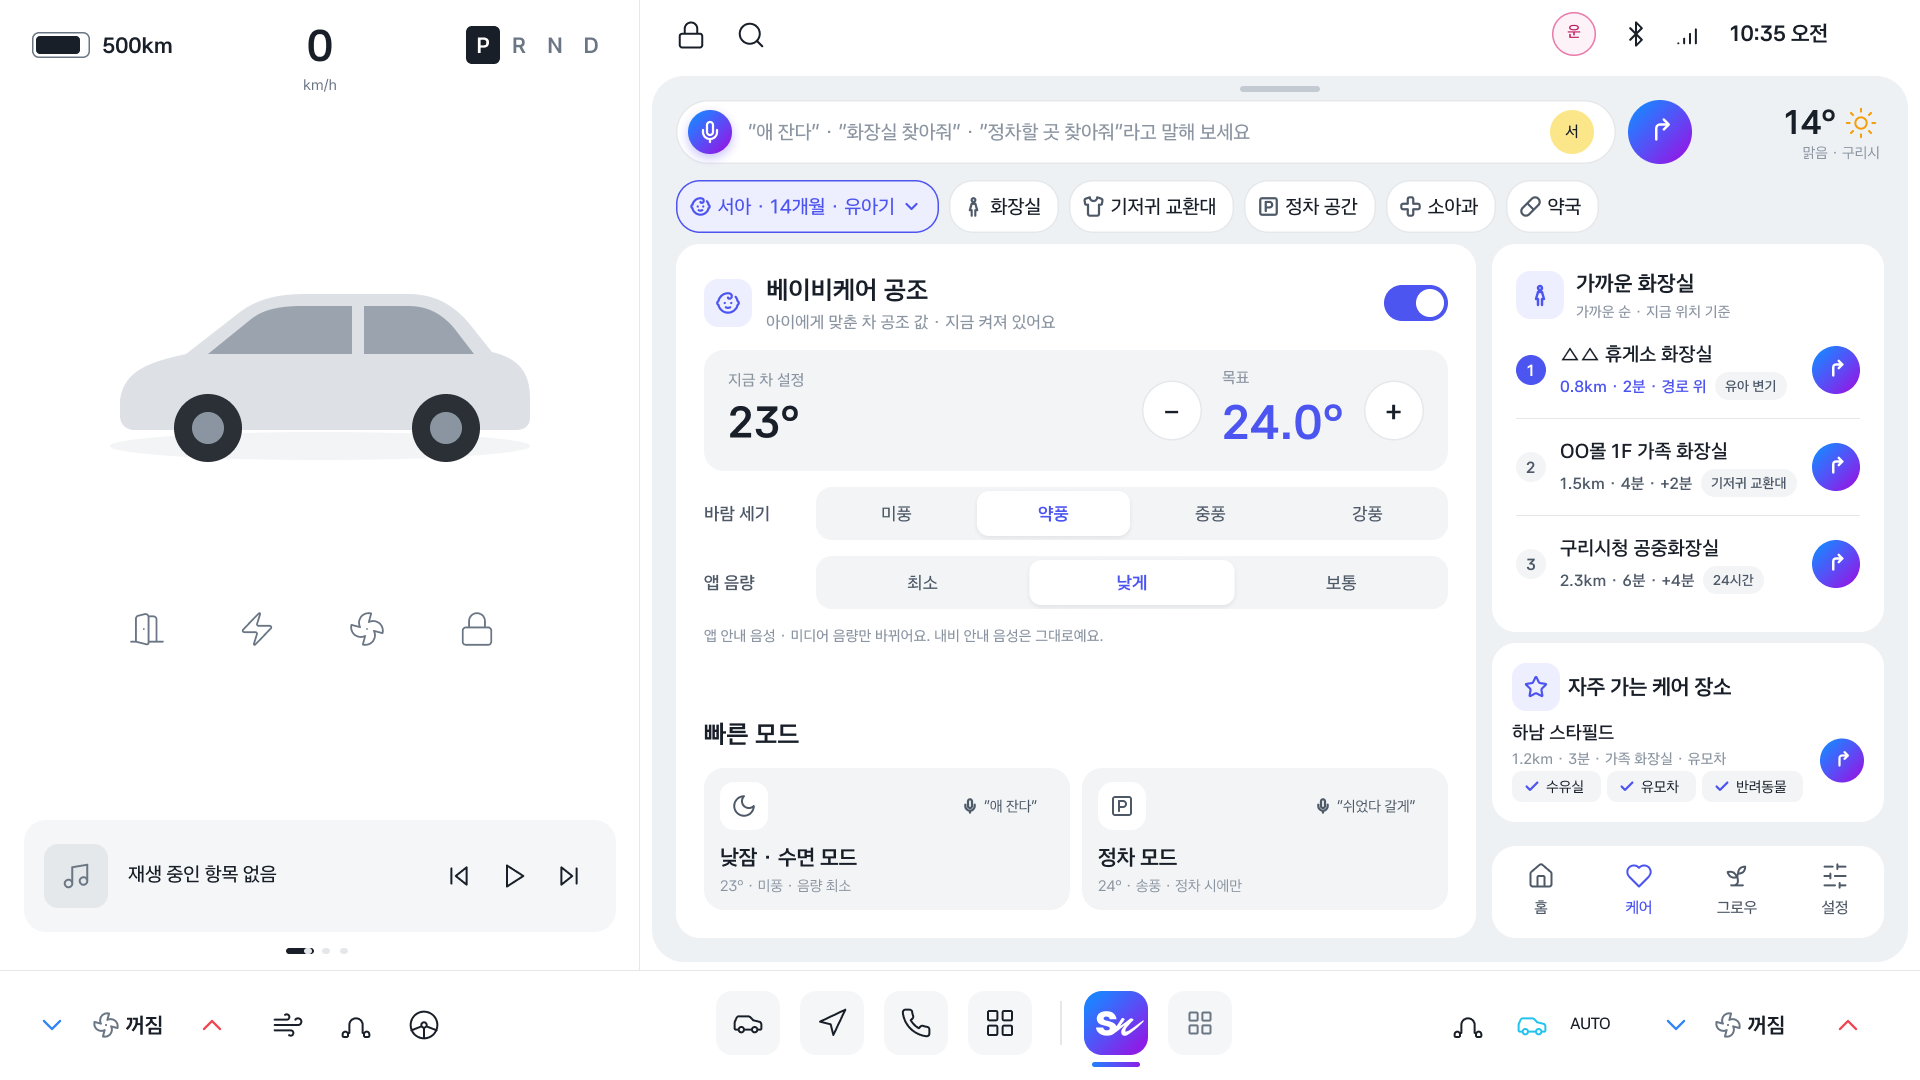 500km
0
km/h
P R N D
운
10:35 오전
"애 잔다" · "화장실 찾아줘" · "정차할 곳 찾아줘"라고 말해 보세요
서
14°
맑음 · 구리시
서아 · 14개월 · 유아기
화장실
기저귀 교환대
P 정차 공간
소아과
약국
베이비케어 공조
아이에게 맞춘 차 공조 값 · 지금 켜져 있어요
지금 차 설정
23°
−
목표
24.0°
+
바람 세기
미풍
약풍
중풍
강풍
앱 음량
최소
낮게
보통
앱 안내 음성 · 미디어 음량만 바뀌어요. 내비 안내 음성은 그대로예요.
빠른 모드
"애 잔다"
낮잠 · 수면 모드
23° · 미풍 · 음량 최소
P
"쉬었다 갈게"
정차 모드
24° · 송풍 · 정차 시에만
가까운 화장실
가까운 순 · 지금 위치 기준
1
△△ 휴게소 화장실
0.8km · 2분 · 경로 위
유아 변기
2
OO몰 1F 가족 화장실
1.5km · 4분 · +2분
기저귀 교환대
3
구리시청 공중화장실
2.3km · 6분 · +4분
24시간
자주 가는 케어 장소
하남 스타필드
1.2km · 3분 · 가족 화장실 · 유모차
수유실
유모차
반려동물
홈
케어
그로우
설정
재생 중인 항목 없음
꺼짐
Su
AUTO
꺼짐